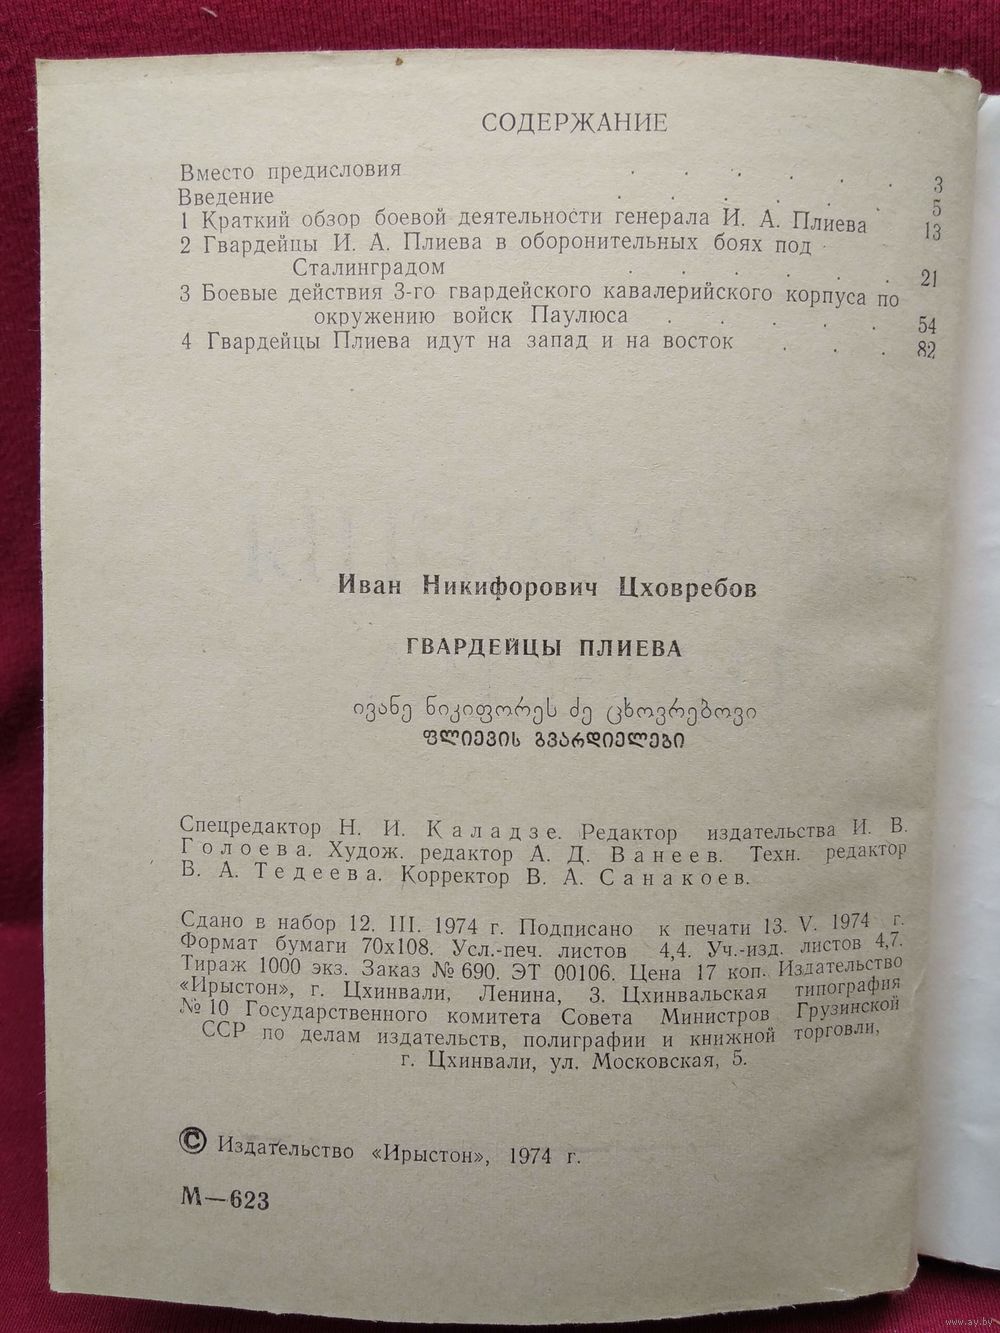 СОДЕРЖАНИЕ
Вместо предисловия . . . . . . 3
Введение . . . . . . 5
1 Краткий обзор боевой деятельности генерала И. А. Плиева 13
2 Гвардейцы И. А. Плиева в оборонительных боях под
Сталинградом . . . . . . 21
3 Боевые действия 3-го гвардейского кавалерийского корпуса по
окружению войск Паулюса . . . . . 54
4 Гвардейцы Плиева идут на запад и на восток . . . 82
Иван Никифорович Цховребов
ГВАРДЕЙЦЫ ПЛИЕВА
ივანე ნიკიფორეს ძე ცხოვრებოვი
ფლიევის გვარდიელები
Спецредактор Н. И. Каладзе. Редактор издательства И. В.
Голоева. Худож. редактор А. Д. Ванеев. Техн. редактор
В. А. Тедеева. Корректор В. А. Санакоев.
Сдано в набор 12. III. 1974 г. Подписано к печати 13. V. 1974 г.
Формат бумаги 70х108. Усл.-печ. листов 4,4. Уч.-изд. листов 4,7.
Тираж 1000 экз. Заказ № 690. ЭТ 00106. Цена 17 коп. Издательство
«Ирыстон», г. Цхинвали, Ленина, 3. Цхинвальская типография
№ 10 Государственного комитета Совета Министров Грузинской
ССР по делам издательств, полиграфии и книжной торговли,
г. Цхинвали, ул. Московская, 5.
© Издательство «Ирыстон», 1974 г.
М—623
www.ay.by